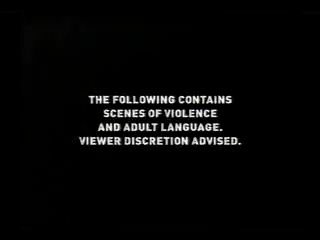 THE FOLLOWING CONTAINS
SCENES OF VIOLENCE
AND ADULT LANGUAGE.
VIEWER DISCRETION ADVISED.